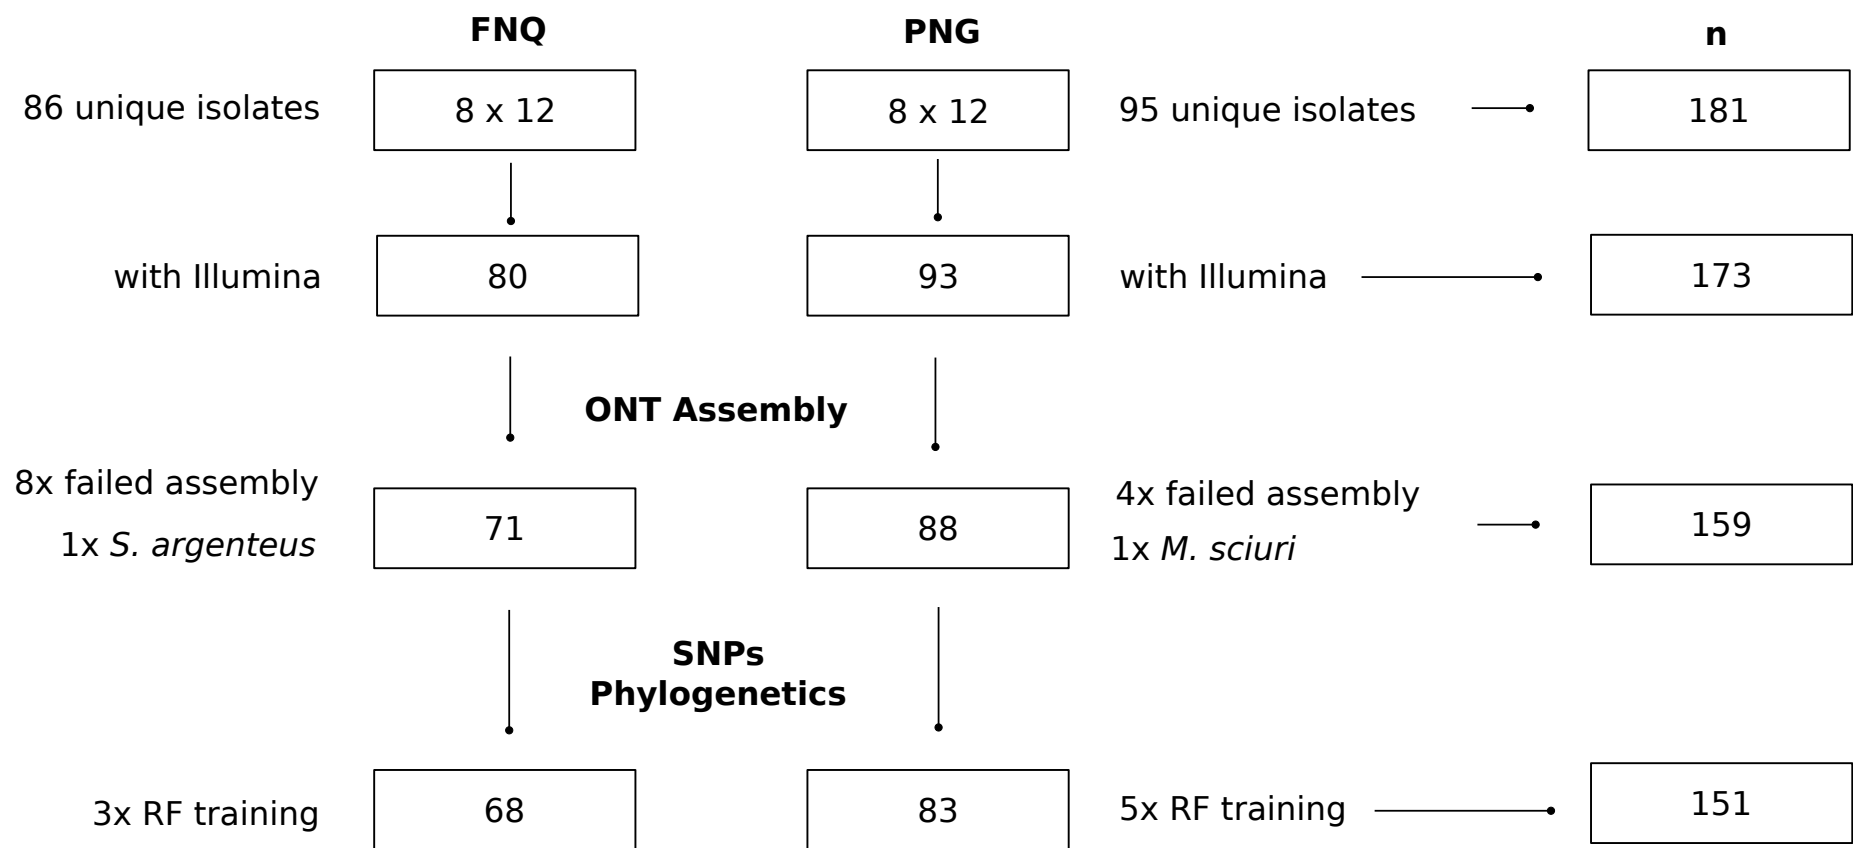 FNQ PNG n
86 unique isolates 8 x 12 8 x 12 95 unique isolates 181
with Illumina 80 93 with Illumina 173
ONT Assembly
8x failed assembly 4x failed assembly
71 88 159
1x S. argenteus 1x M. sciuri
SNPs
Phylogenetics
3x RF training 68 83 5x RF training 151